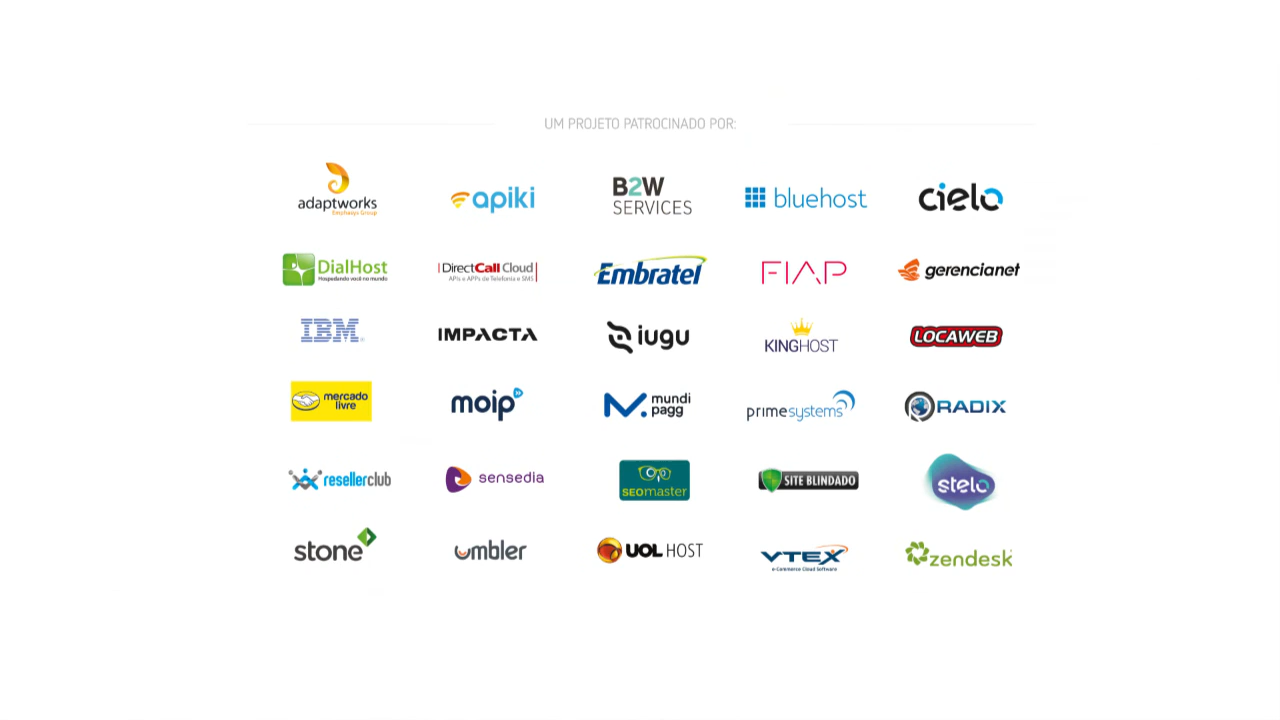 UM PROJETO PATROCINADO POR:
adaptworks
Emphasys Group
apiki
B2W
SERVICES
bluehost
cielo
DialHost
Hospedando você no mundo
DirectCall Cloud
APIs e APPs de Telefonia e SMS
Embratel
FIAP
gerencianet
IBM
IMPACTA
iugu
KINGHOST
LOCAWEB
mercado
livre
moip
mundi
pagg
primesystems
RADIX
resellerclub
sensedia
SEOmaster
SITE BLINDADO
stelo
stone
umbler
UOL HOST
VTEX
e-Commerce Cloud Software
zendesk